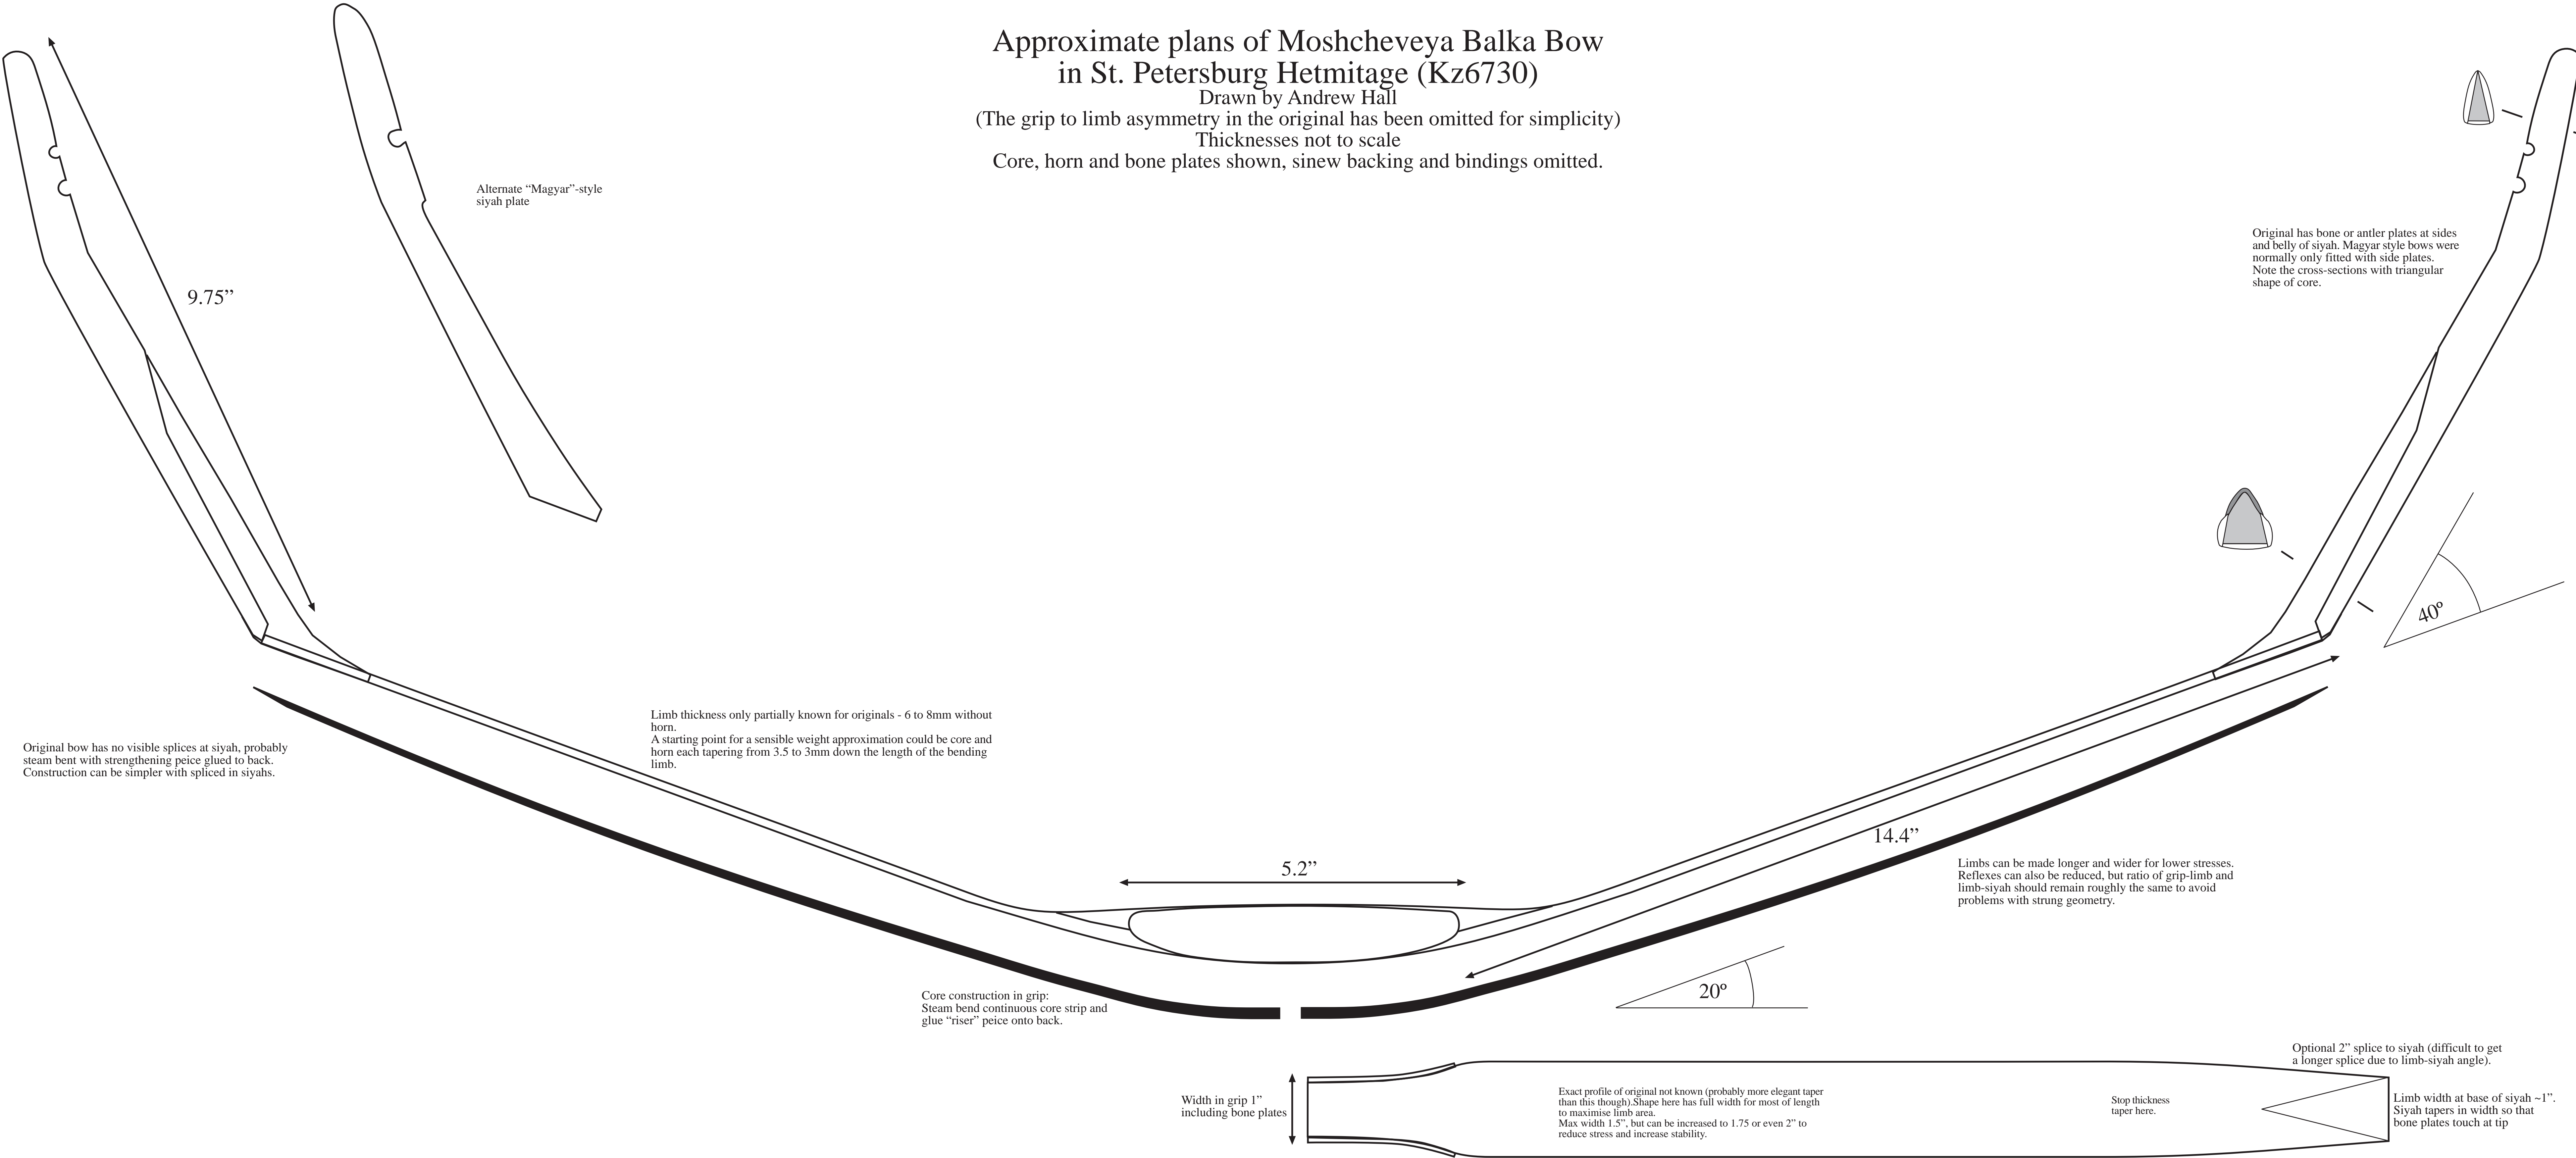 Approximate plans of Moshcheveya Balka Bow
in St. Petersburg Hetmitage (Kz6730)
Drawn by Andrew Hall
(The grip to limb asymmetry in the original has been omitted for simplicity)
Thicknesses not to scale
Core, horn and bone plates shown, sinew backing and bindings omitted.
Alternate “Magyar”-style
siyah plate
9.75”
Original has bone or antler plates at sides
and belly of siyah. Magyar style bows were
normally only fitted with side plates.
Note the cross-sections with triangular
shape of core.
40º
Limb thickness only partially known for originals - 6 to 8mm without
horn.
A starting point for a sensible weight approximation could be core and
horn each tapering from 3.5 to 3mm down the length of the bending
limb.
Original bow has no visible splices at siyah, probably
steam bent with strengthening peice glued to back.
Construction can be simpler with spliced in siyahs.
14.4”
5.2”
Limbs can be made longer and wider for lower stresses.
Reflexes can also be reduced, but ratio of grip-limb and
limb-siyah should remain roughly the same to avoid
problems with strung geometry.
Core construction in grip:
Steam bend continuous core strip and
glue “riser” peice onto back.
20º
Optional 2” splice to siyah (difficult to get
a longer splice due to limb-siyah angle).
Width in grip 1”
including bone plates
Exact profile of original not known (probably more elegant taper
than this though).Shape here has full width for most of length
to maximise limb area.
Max width 1.5”, but can be increased to 1.75 or even 2” to
reduce stress and increase stability.
Stop thickness
taper here.
Limb width at base of siyah ~1”.
Siyah tapers in width so that
bone plates touch at tip